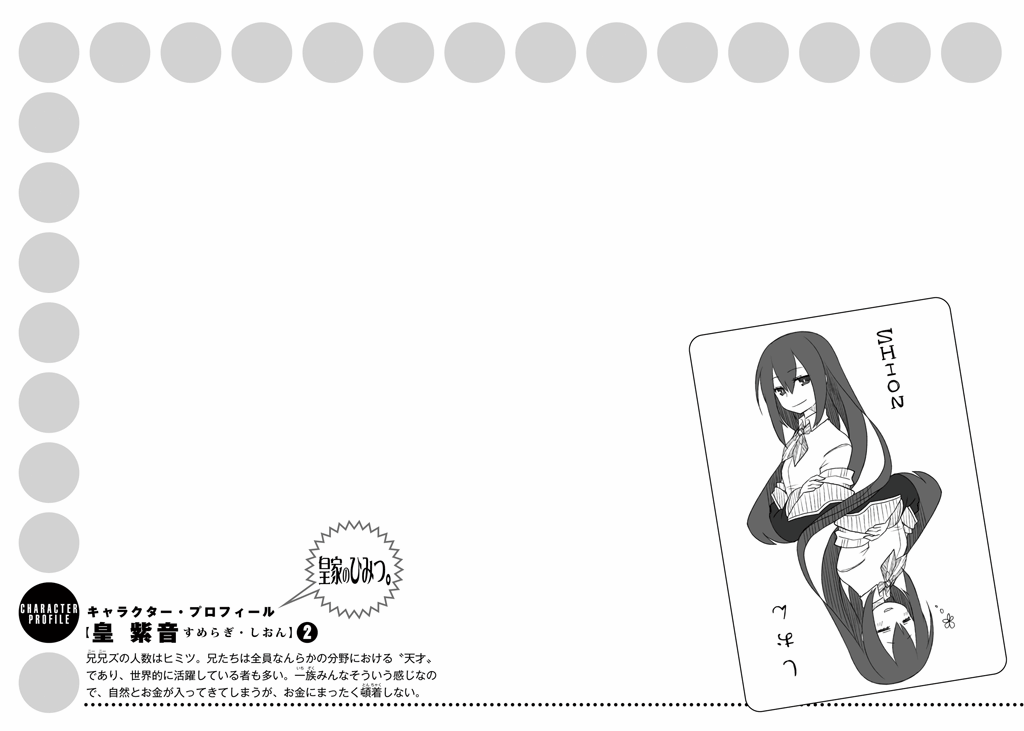 SHION
しおん
皇家のひみつ。
CHARACTER
PROFILE
キャラクター・プロフィール
【皇 紫音 すめらぎ・しおん】❷
兄兄ズの人数はヒミツ。兄たちは全員なんらかの分野における〝天才〟
であり、世界的に活躍している者も多い。一族みんなそういう感じなの
で、自然とお金が入ってきてしまうが、お金にまったく頓着しない。